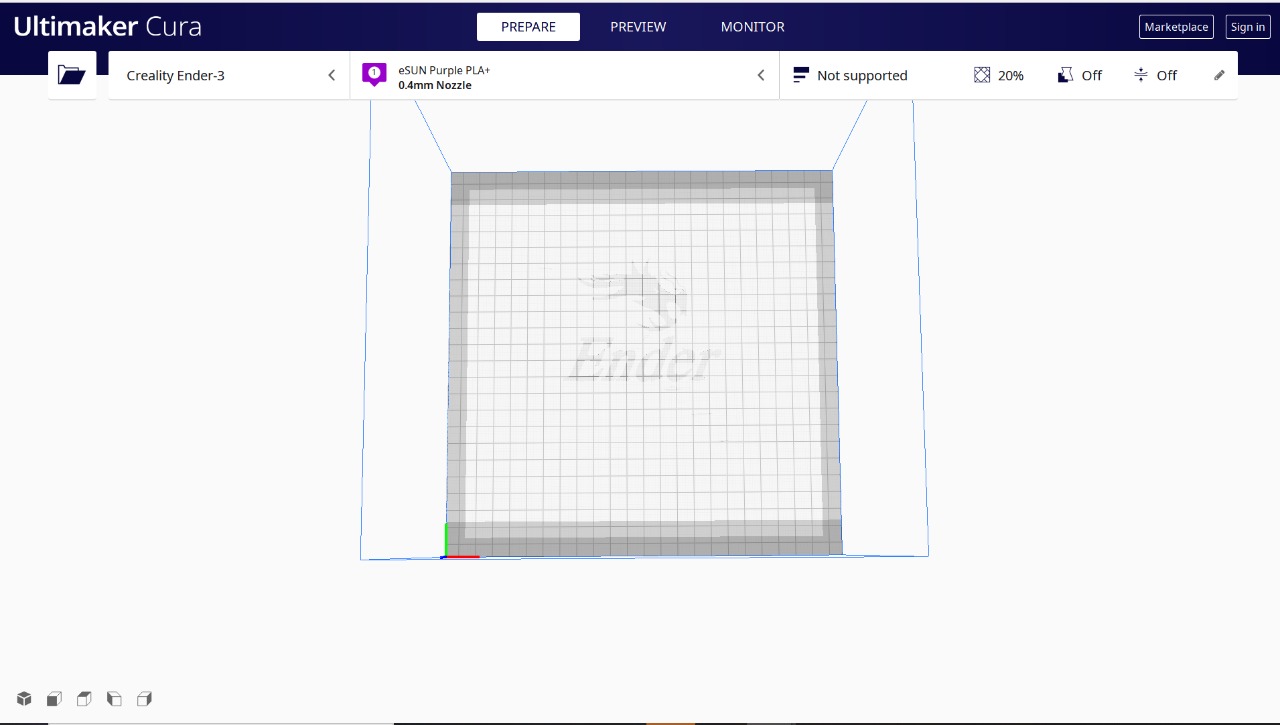 Ultimaker Cura
PREPARE
PREVIEW
MONITOR
Marketplace
Sign in
Creality Ender-3
1
eSUN Purple PLA+
0.4mm Nozzle
Not supported
20%
Off
Off
Ender